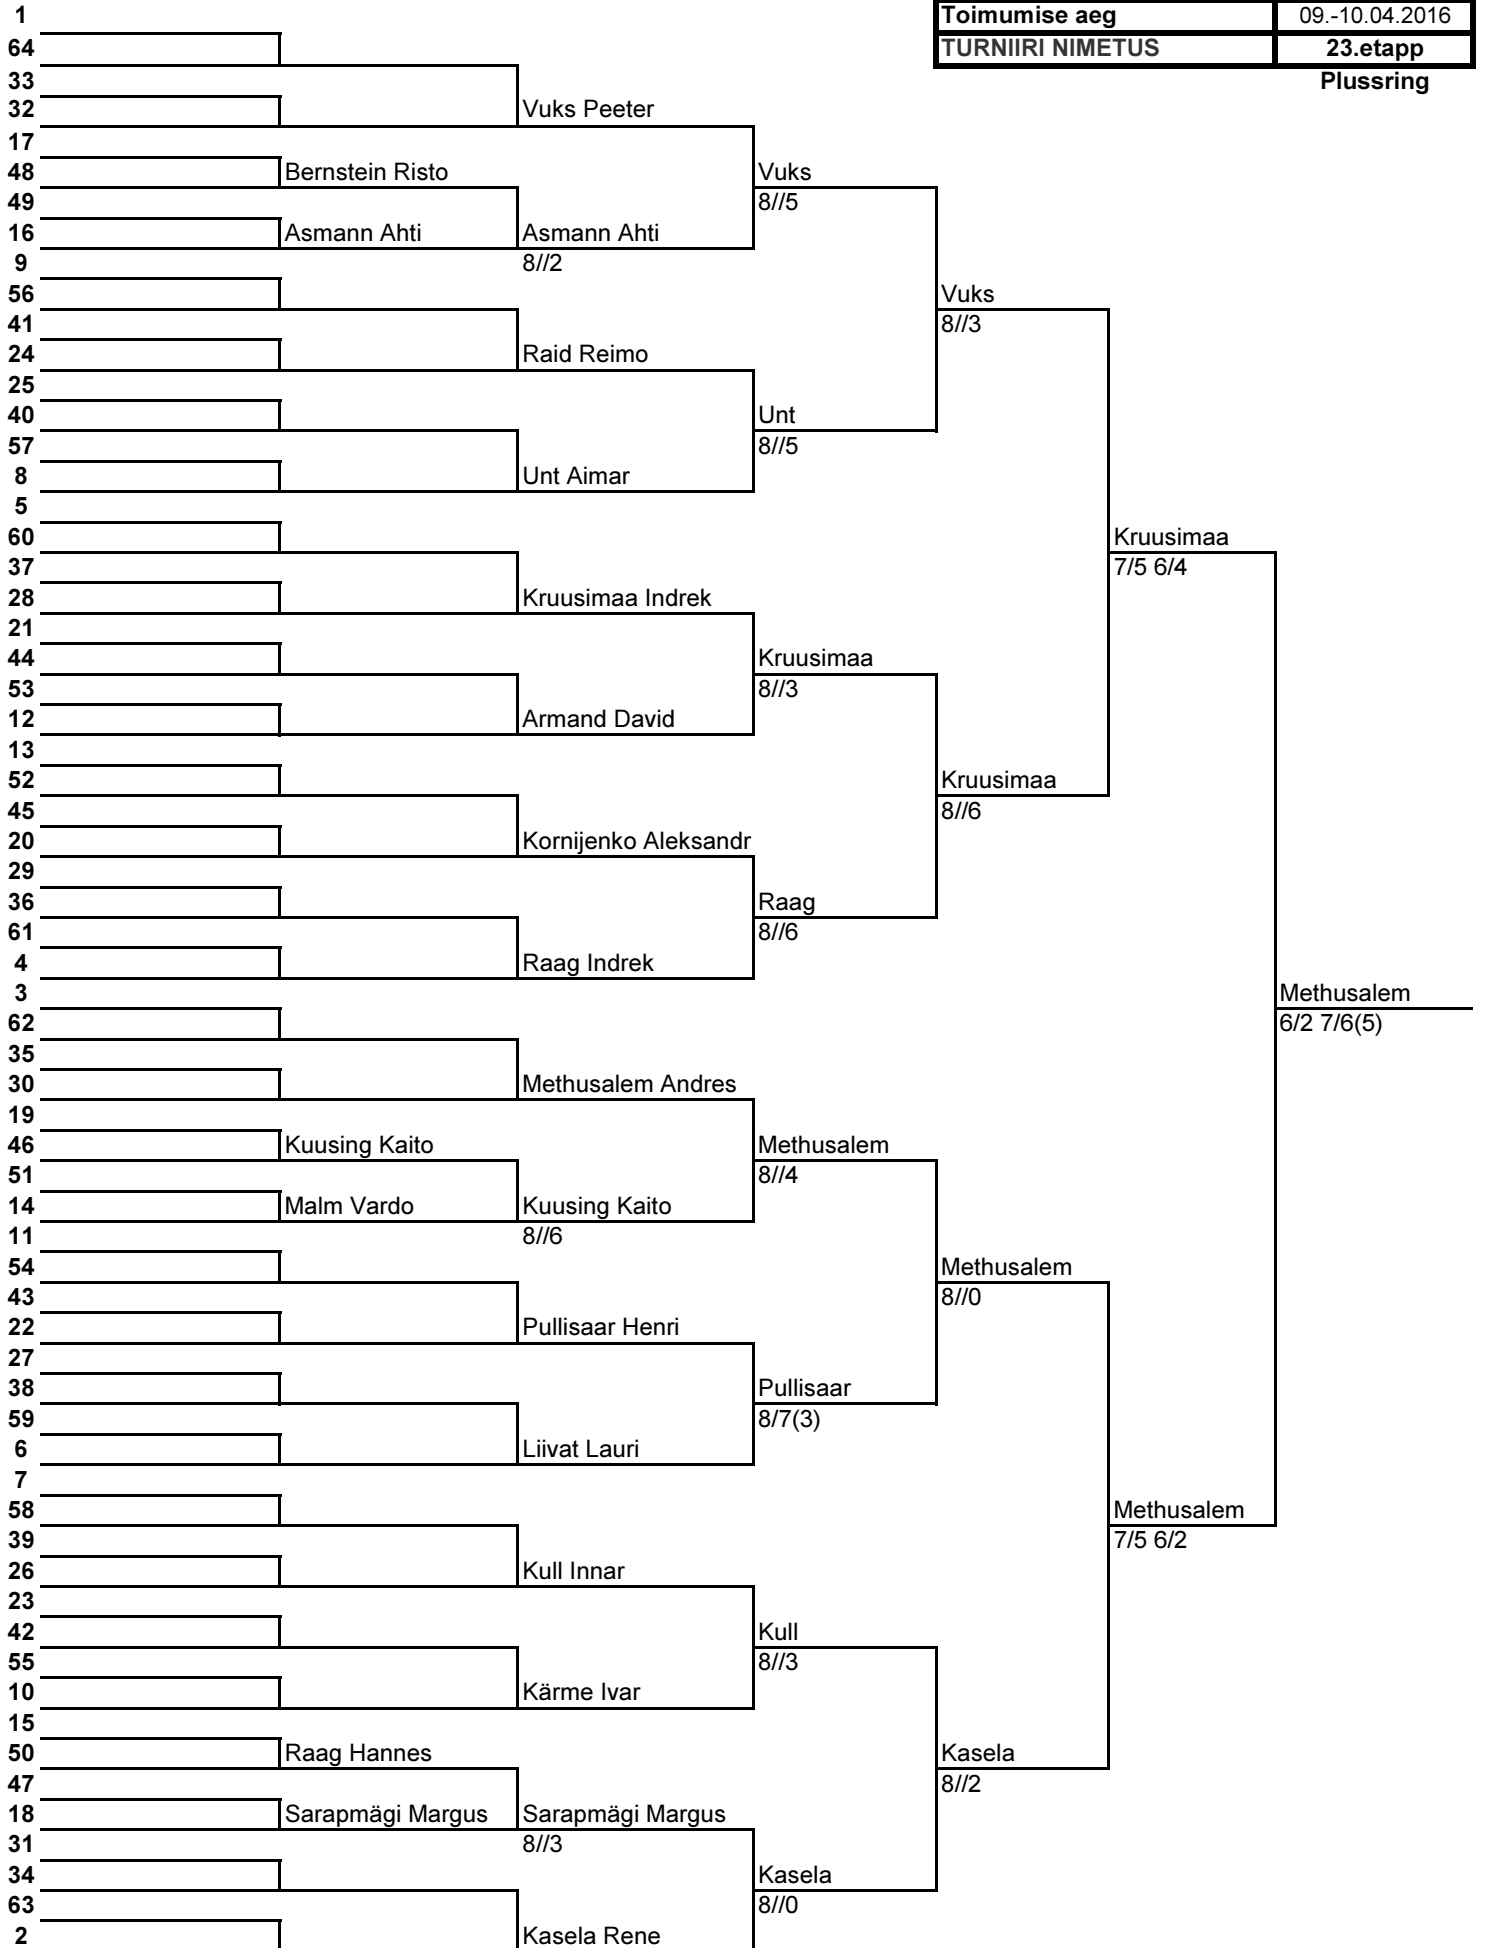 1
Toimumise aeg 09.-10.04.2016
64
TURNIIRI NIMETUS 23.etapp
33
Plussring
32 Vuks Peeter
17
48 Bernstein Risto Vuks
49 8//5
16 Asmann Ahti Asmann Ahti
9 8//2
56 Vuks
41 8//3
24 Raid Reimo
25
40 Unt
57 8//5
8 Unt Aimar
5
60 Kruusimaa
37 7/5 6/4
28 Kruusimaa Indrek
21
44 Kruusimaa
53 8//3
12 Armand David
13
52 Kruusimaa
45 8//6
20 Kornijenko Aleksandr
29
36 Raag
61 8//6
4 Raag Indrek
3 Methusalem
62 6/2 7/6(5)
35
30 Methusalem Andres
19
46 Kuusing Kaito Methusalem
51 8//4
14 Malm Vardo Kuusing Kaito
11 8//6
54 Methusalem
43 8//0
22 Pullisaar Henri
27
38 Pullisaar
59 8/7(3)
6 Liivat Lauri
7
58 Methusalem
39 7/5 6/2
26 Kull Innar
23
42 Kull
55 8//3
10 Kärme Ivar
15
50 Raag Hannes Kasela
47 8//2
18 Sarapmägi Margus Sarapmägi Margus
31 8//3
34 Kasela
63 8//0
2 Kasela Rene